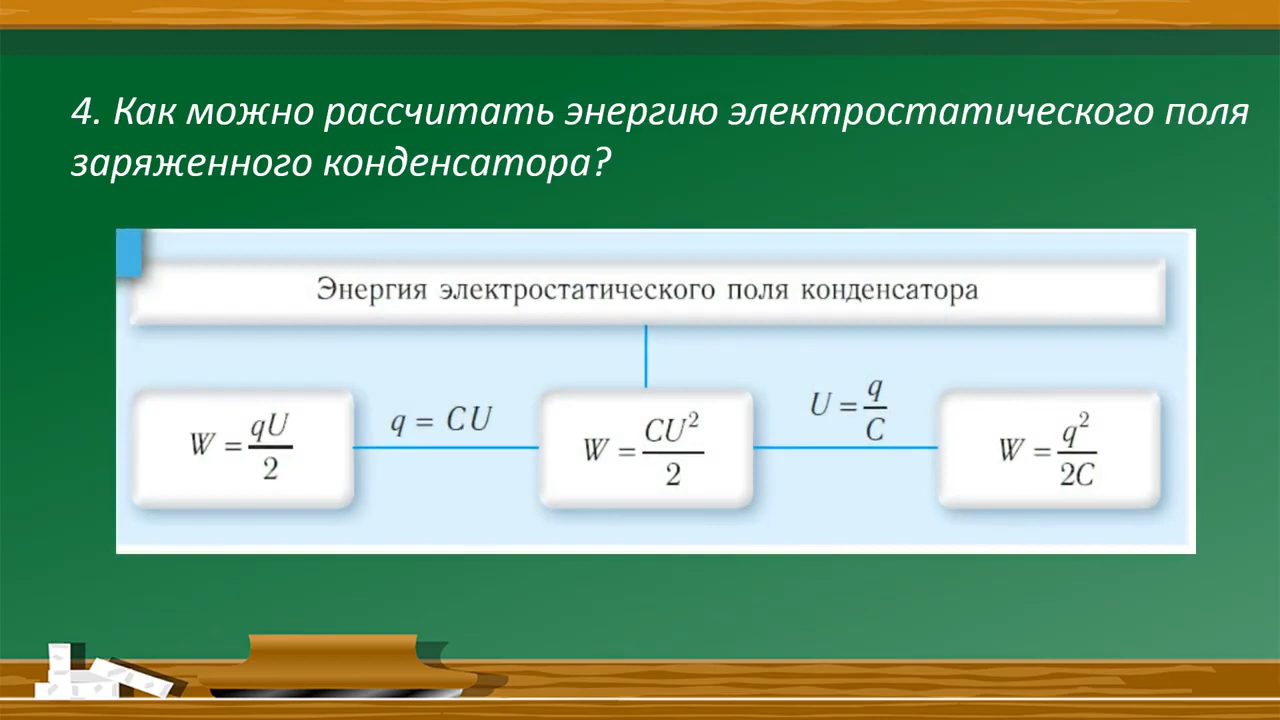 4. Как можно рассчитать энергию электростатического поля
заряженного конденсатора?
Энергия электростатического поля конденсатора
W = qU/2
q = CU
W = CU²/2
U = q/C
W = q²/2C